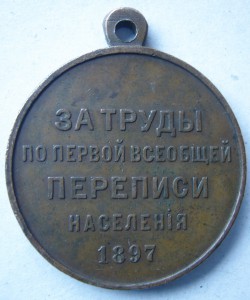 ЗА ТРУДЫ
ПО ПЕРВОЙ ВСЕОБЩЕЙ
ПЕРЕПИСИ
НАСЕЛЕНІЯ
1897